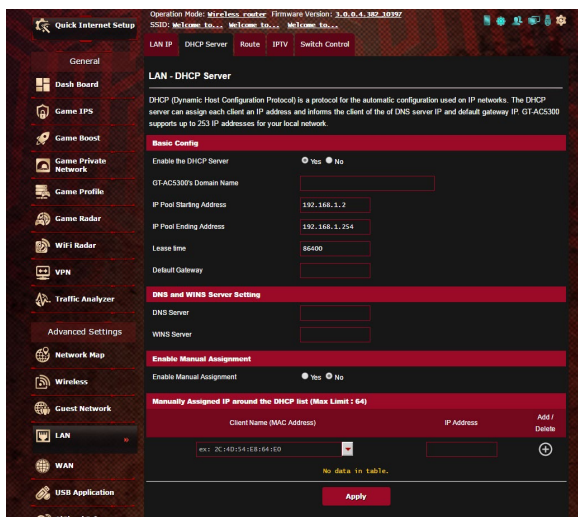 Quick Internet Setup
General
Dash Board
Game IPS
Game Boost
Game Private
Network
Game Profile
Game Radar
WiFi Radar
VPN
Traffic Analyzer
Advanced Settings
Network Map
Wireless
Guest Network
LAN
WAN
USB Application
Operation Mode: Wireless router Firmware Version: 3.0.0.4.382_10397
SSID: Welcome to... Welcome to... Welcome to...
LAN IP DHCP Server Route IPTV Switch Control
LAN - DHCP Server
DHCP (Dynamic Host Configuration Protocol) is a protocol for the automatic configuration used on IP networks. The DHCP
server can assign each client an IP address and informs the client of the of DNS server IP and default gateway IP. GT-AC5300
supports up to 253 IP addresses for your local network.
Basic Config
Enable the DHCP Server Yes No
GT-AC5300's Domain Name
IP Pool Starting Address 192.168.1.2
IP Pool Ending Address 192.168.1.254
Lease time 86400
Default Gateway
DNS and WINS Server Setting
DNS Server
WINS Server
Enable Manual Assignment
Enable Manual Assignment Yes No
Manually Assigned IP around the DHCP list (Max Limit : 64)
Client Name (MAC Address) IP Address Add /
Delete
ex: 2C:4D:54:E8:64:E0
No data in table.
Apply